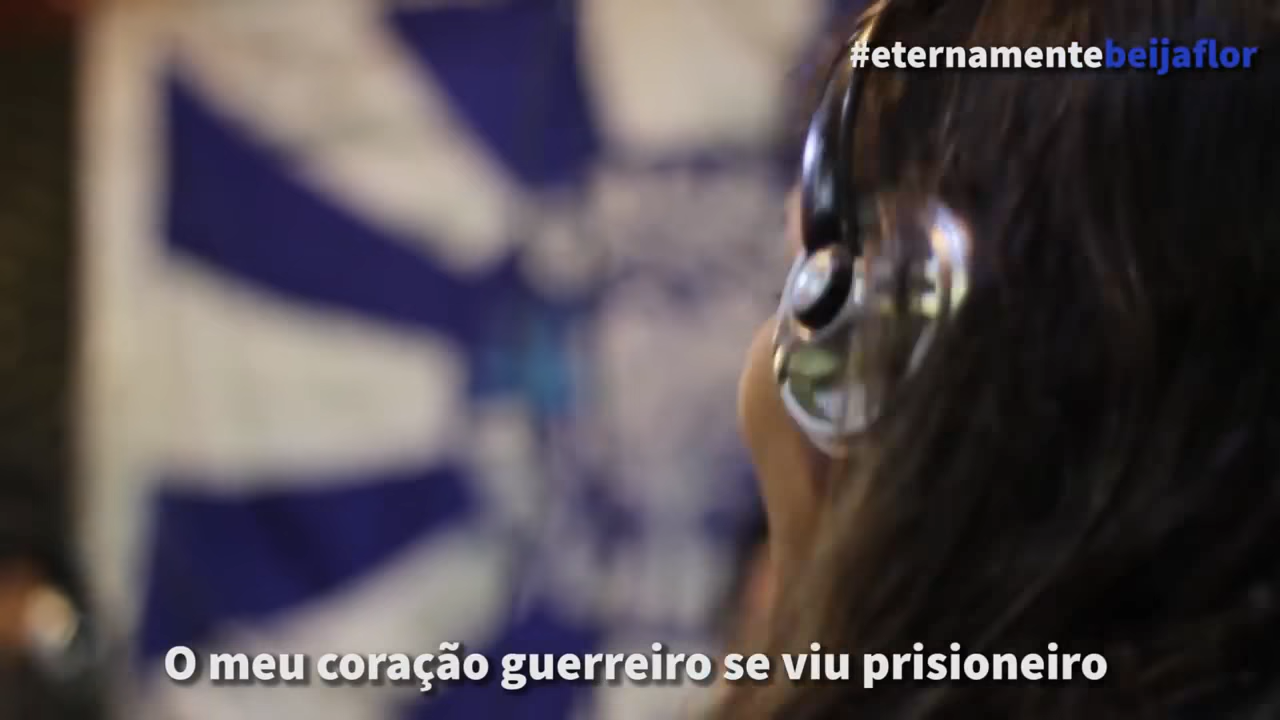 #eternamentebeijaflor
O meu coração guerreiro se viu prisioneiro